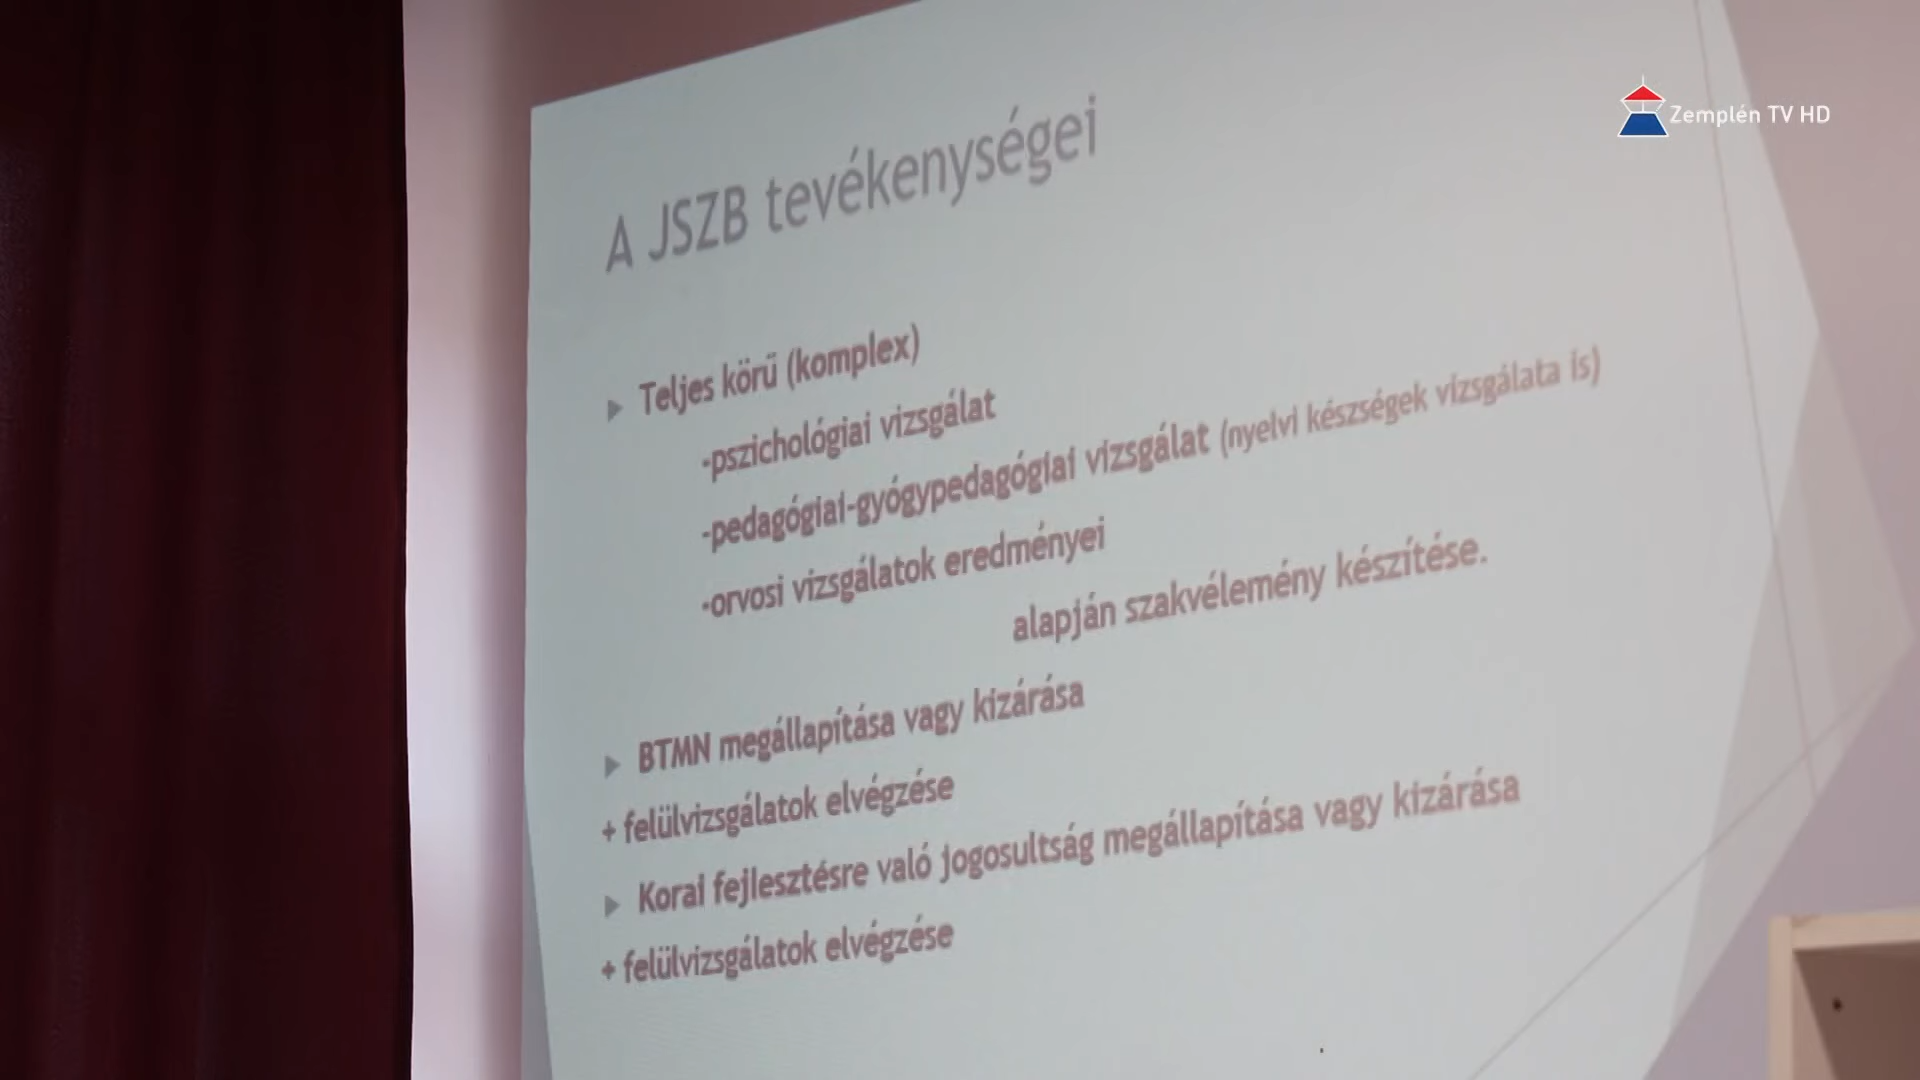 Zemplén TV HD
A JSZB tevékenységei
Teljes körű (komplex)
-pszichológiai vizsgálat
-pedagógiai-gyógypedagógiai vizsgálat (nyelvi készségek vizsgálata is)
-orvosi vizsgálatok eredményei
alapján szakvélemény készítése.
BTMN megállapítása vagy kizárása
+ felülvizsgálatok elvégzése
Korai fejlesztésre való jogosultság megállapítása vagy kizárása
+ felülvizsgálatok elvégzése